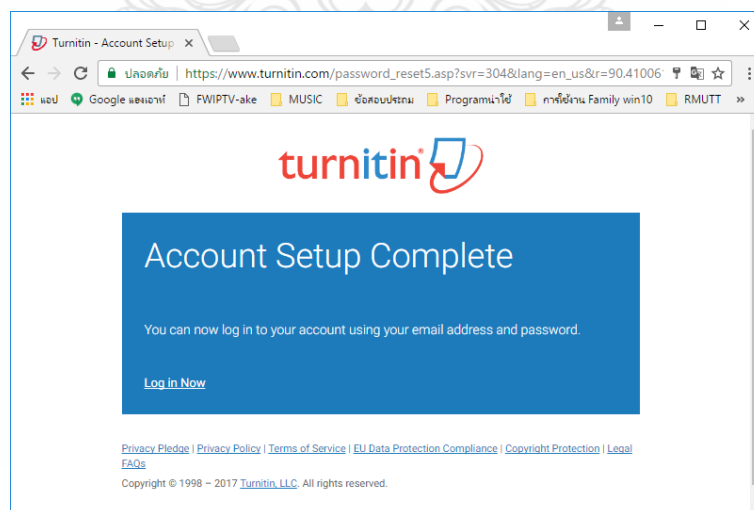 Turnitin - Account Setup
ปลอดภัย | https://www.turnitin.com/password_reset5.asp?svr=304&lang=en_us&r=90.41006
แอป Google แฮงเอาท์ FWIPTV-ake MUSIC ข้อสอบประถม Programน่าใช้ การใช้งาน Family win10 RMUTT »
turnitin
Account Setup Complete
You can now log in to your account using your email address and password.
Log in Now
Privacy Pledge | Privacy Policy | Terms of Service | EU Data Protection Compliance | Copyright Protection | Legal
FAQs
Copyright © 1998 – 2017 Turnitin, LLC. All rights reserved.